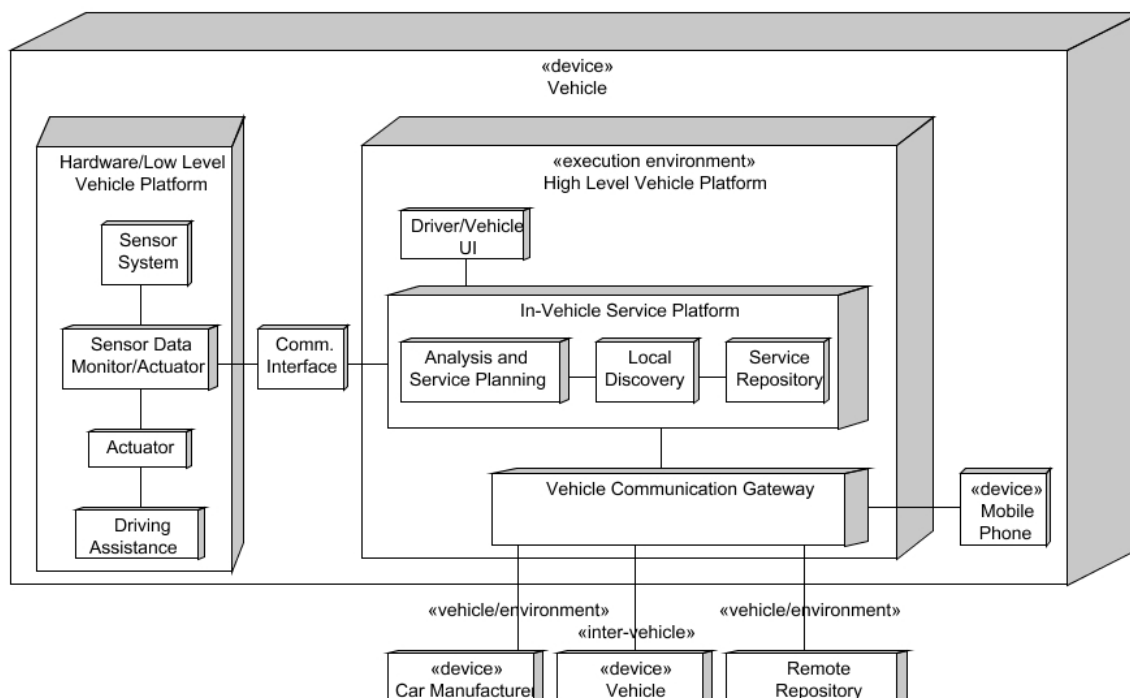 «device»
Vehicle
Hardware/Low Level
Vehicle Platform
Sensor
System
Sensor Data
Monitor/Actuator
Actuator
Driving
Assistance
Comm.
Interface
«execution environment»
High Level Vehicle Platform
Driver/Vehicle
UI
In-Vehicle Service Platform
Analysis and
Service Planning
Local
Discovery
Service
Repository
Vehicle Communication Gateway
«device»
Mobile
Phone
«vehicle/environment»
«inter-vehicle»
«vehicle/environment»
«device»
Car Manufacturer
«device»
Vehicle
Remote
Repository